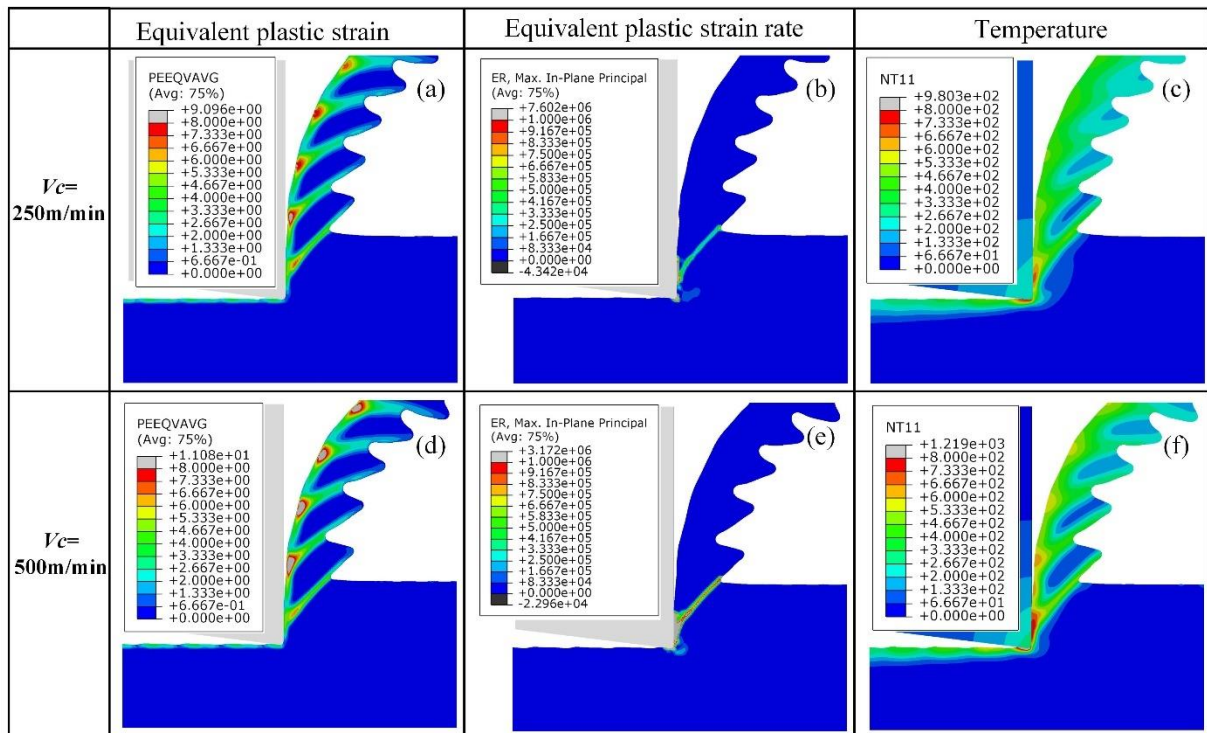 Equivalent plastic strain
Equivalent plastic strain rate
Temperature
Vc=
250m/min
PEEQVAVG
(Avg: 75%)
+9.096e+00
+8.000e+00
+7.333e+00
+6.667e+00
+6.000e+00
+5.333e+00
+4.667e+00
+4.000e+00
+3.333e+00
+2.667e+00
+2.000e+00
+1.333e+00
+6.667e-01
+0.000e+00
(a)
ER, Max. In-Plane Principal
(Avg: 75%)
+7.602e+06
+1.000e+06
+9.167e+05
+8.333e+05
+7.500e+05
+6.667e+05
+5.833e+05
+5.000e+05
+4.167e+05
+3.333e+05
+2.500e+05
+1.667e+05
+8.333e+04
+0.000e+00
-4.342e+04
(b)
NT11
+9.803e+02
+8.000e+02
+7.333e+02
+6.667e+02
+6.000e+02
+5.333e+02
+4.667e+02
+4.000e+02
+3.333e+02
+2.667e+02
+2.000e+02
+1.333e+02
+6.667e+01
+0.000e+00
(c)
Vc=
500m/min
PEEQVAVG
(Avg: 75%)
+1.108e+01
+8.000e+00
+7.333e+00
+6.667e+00
+6.000e+00
+5.333e+00
+4.667e+00
+4.000e+00
+3.333e+00
+2.667e+00
+2.000e+00
+1.333e+00
+6.667e-01
+0.000e+00
(d)
ER, Max. In-Plane Principal
(Avg: 75%)
+3.172e+06
+1.000e+06
+9.167e+05
+8.333e+05
+7.500e+05
+6.667e+05
+5.833e+05
+5.000e+05
+4.167e+05
+3.333e+05
+2.500e+05
+1.667e+05
+8.333e+04
+0.000e+00
-2.296e+04
(e)
NT11
+1.219e+03
+8.000e+02
+7.333e+02
+6.667e+02
+6.000e+02
+5.333e+02
+4.667e+02
+4.000e+02
+3.333e+02
+2.667e+02
+2.000e+02
+1.333e+02
+6.667e+01
+0.000e+00
(f)